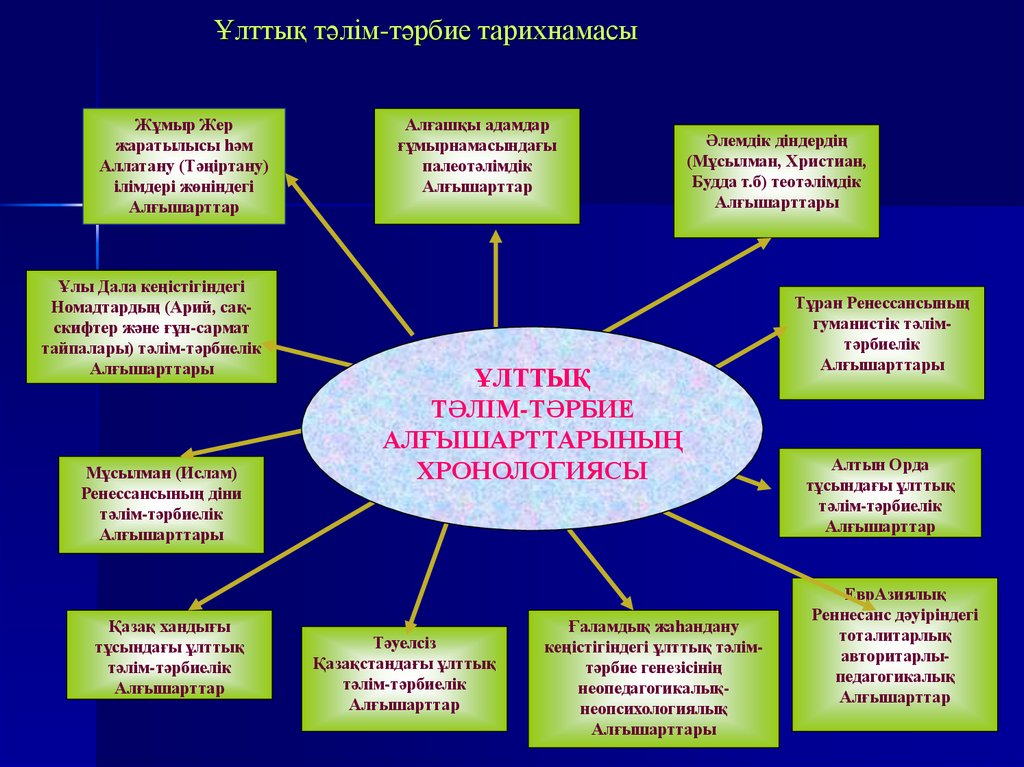 Ұлттық тәлім-тәрбие тарихнамасы
Жұмыр Жер
жаратылысы һәм
Аллатану (Тәңіртану)
ілімдері жөніндегі
Алғышарттар
Алғашқы адамдар
ғұмырнамасындағы
палеотәлімдік
Алғышарттар
Әлемдік діндердің
(Мұсылман, Христиан,
Будда т.б) теотәлімдік
Алғышарттары
Ұлы Дала кеңістігіндегі
Номадтардың (Арий, сақ-
скифтер және ғұн-сармат
тайпалары) тәлім-тәрбиелік
Алғышарттары
Тұран Ренессансының
гуманистік тәлім-
тәрбиелік
Алғышарттары
ҰЛТТЫҚ
ТӘЛІМ-ТӘРБИЕ
АЛҒЫШАРТТАРЫНЫҢ
ХРОНОЛОГИЯСЫ
Мұсылман (Ислам)
Ренессансының діни
тәлім-тәрбиелік
Алғышарттары
Алтын Орда
тұсындағы ұлттық
тәлім-тәрбиелік
Алғышарттар
Қазақ хандығы
тұсындағы ұлттық
тәлім-тәрбиелік
Алғышарттар
Тәуелсіз
Қазақстандағы ұлттық
тәлім-тәрбиелік
Алғышарттар
Ғаламдық жаһандану
кеңістігіндегі ұлттық тәлім-
тәрбие генезісінің
неопедагогикалық-
неопсихологиялық
Алғышарттары
ЕврАзиялық
Реннесанс дәуіріндегі
тоталитарлық
авторитарлы-
педагогикалық
Алғышарттар